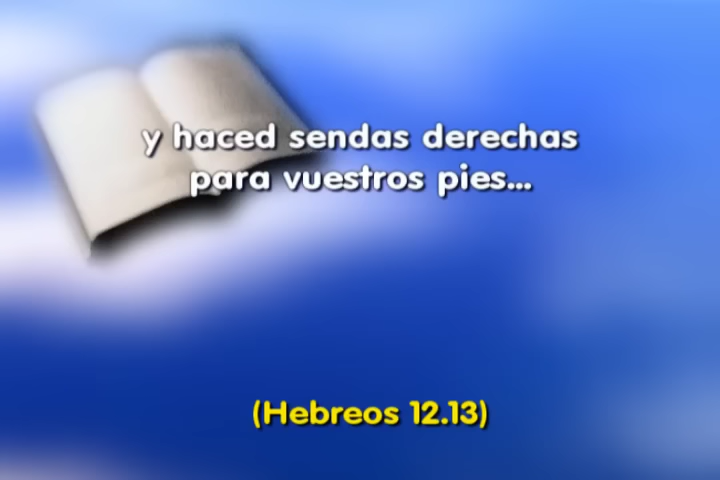 y haced sendas derechas
para vuestros pies...
(Hebreos 12.13)